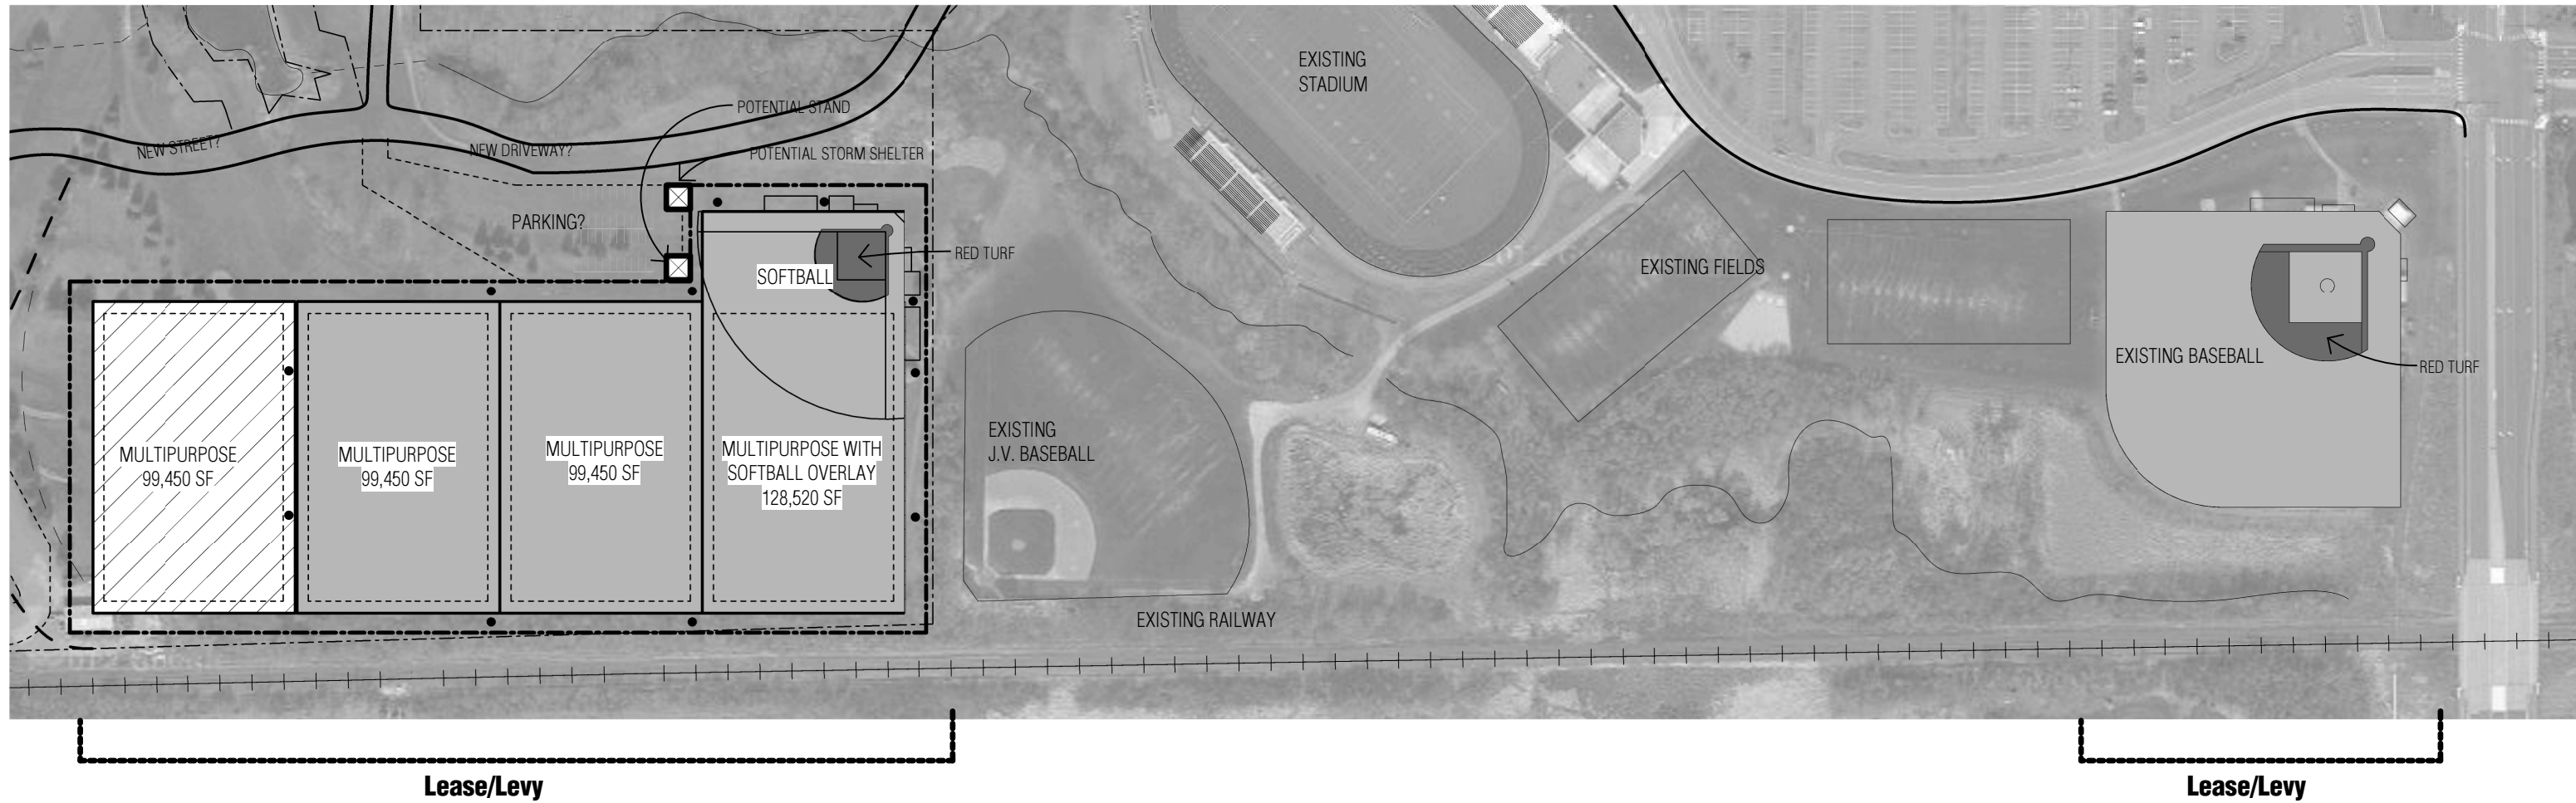 EXISTING
STADIUM
POTENTIAL STAND
NEW STREET?
NEW DRIVEWAY?
POTENTIAL STORM SHELTER
PARKING?
RED TURF
SOFTBALL
EXISTING FIELDS
EXISTING BASEBALL
RED TURF
MULTIPURPOSE
99,450 SF
MULTIPURPOSE
99,450 SF
MULTIPURPOSE
99,450 SF
MULTIPURPOSE WITH
SOFTBALL OVERLAY
128,520 SF
EXISTING
J.V. BASEBALL
EXISTING RAILWAY
Lease/Levy
Lease/Levy